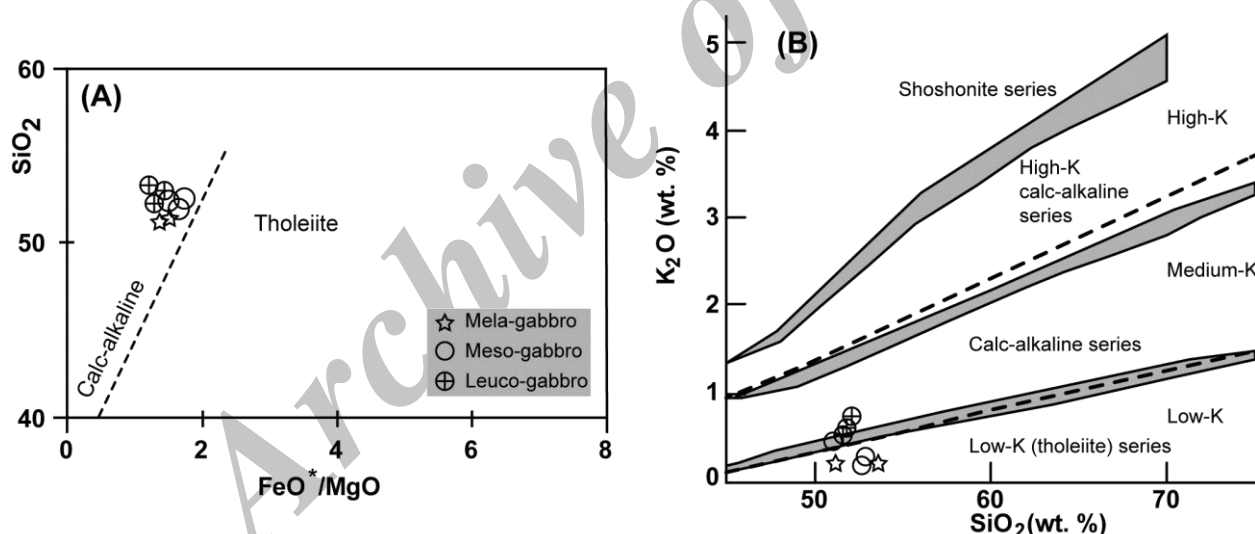 (A)
60
50
40
SiO2
0
2
4
6
8
FeO*/MgO
Calc-alkaline
Tholeiite
Mela-gabbro
Meso-gabbro
Leuco-gabbro
(B)
5
4
3
2
1
0
K2O (wt. %)
50
60
70
SiO2 (wt. %)
Shoshonite series
High-K
High-K
calc-alkaline
series
Medium-K
Calc-alkaline series
Low-K
Low-K (tholeiite) series
Archive of